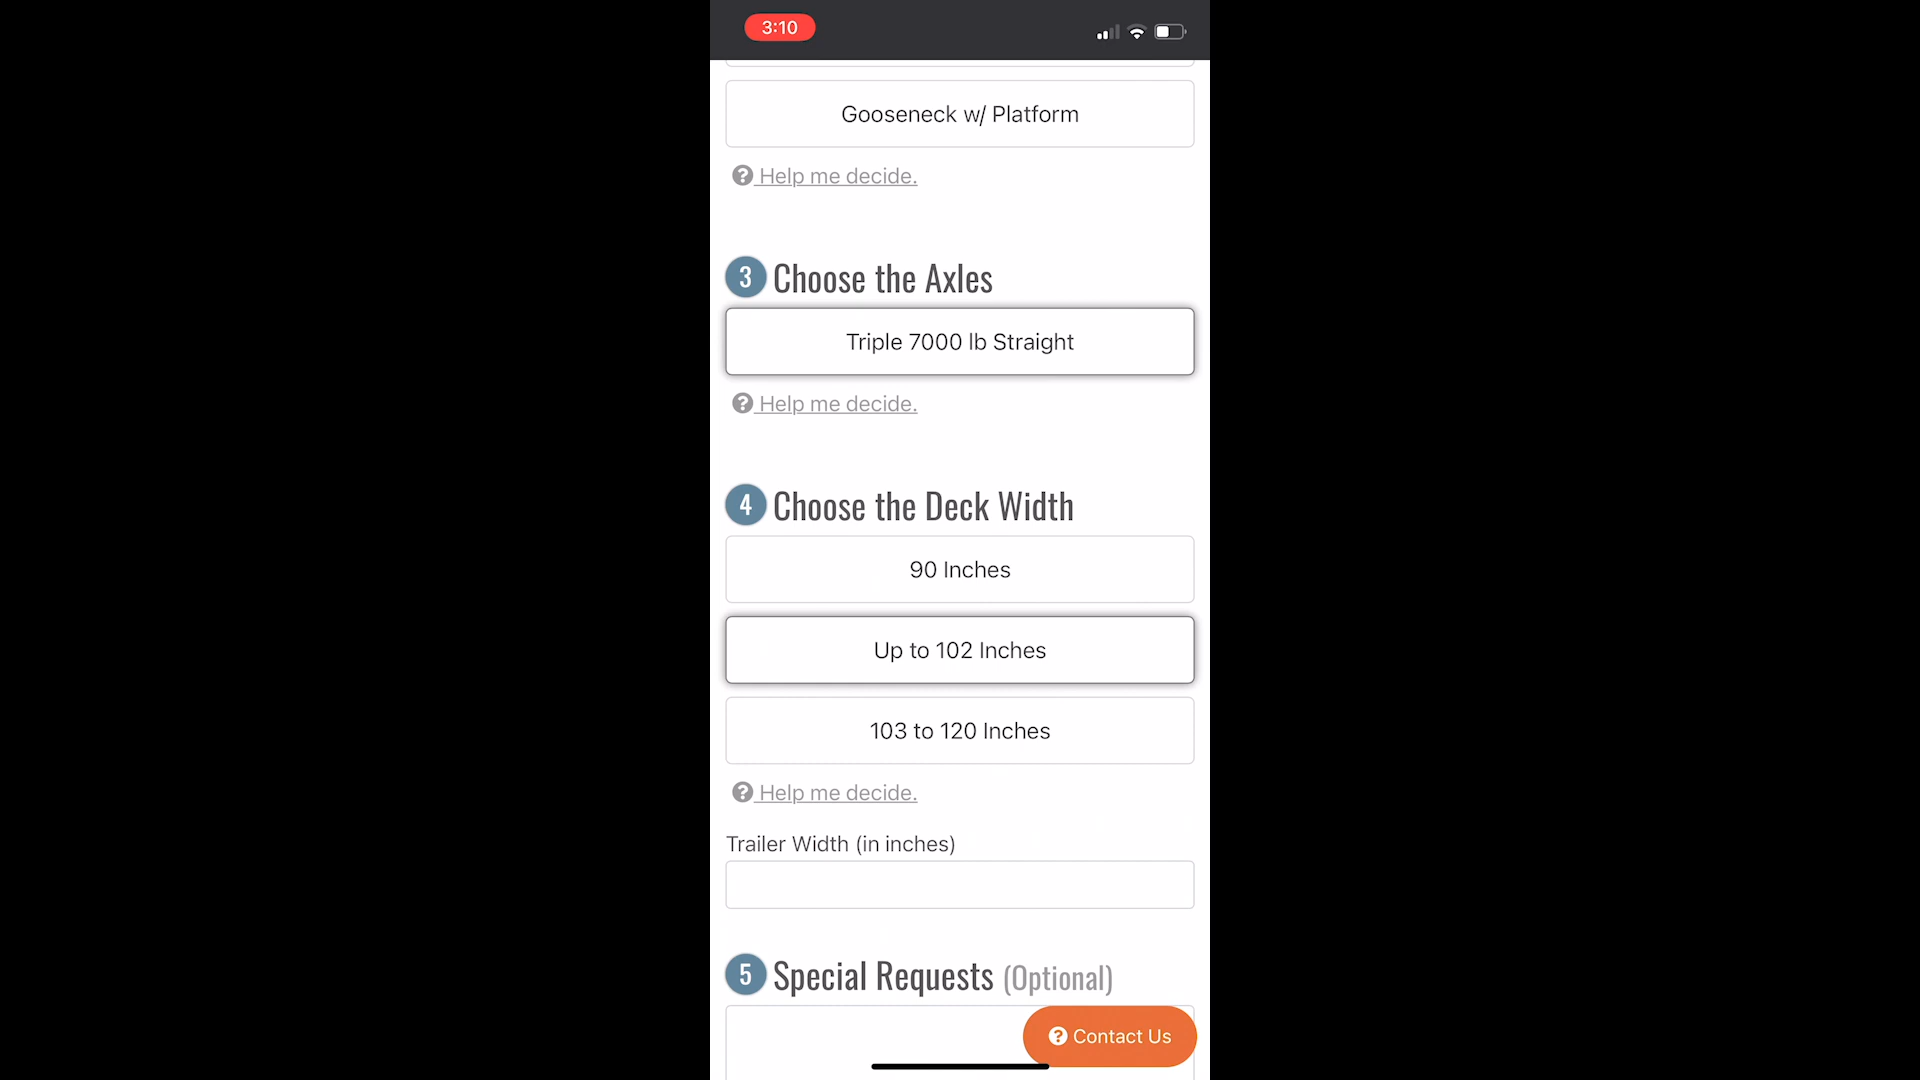 3:10
Gooseneck w/ Platform
? Help me decide.
3 Choose the Axles
Triple 7000 lb Straight
? Help me decide.
4 Choose the Deck Width
90 Inches
Up to 102 Inches
103 to 120 Inches
? Help me decide.
Trailer Width (in inches)
5 Special Requests (Optional)
? Contact Us